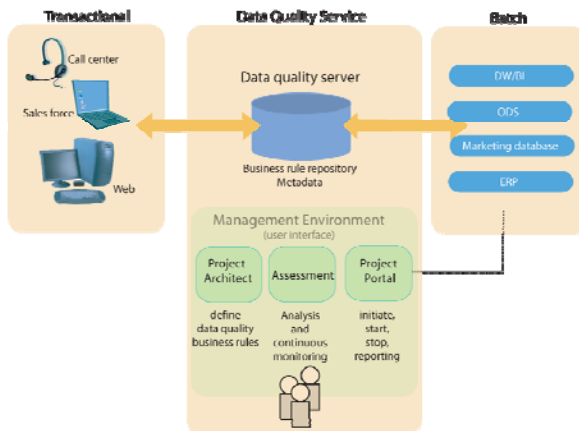 Transactional
Call center
Sales force
Web
Data Quality Service
Data quality server
Business rule repository
Metadata
Management Environment
(user interface)
Project
Architect
Assessment
Project
Portal
define
data quality
business rules
Analysis
and
continuous
monitoring
initiate,
start,
stop,
reporting
Batch
DW/BI
ODS
Marketing database
ERP